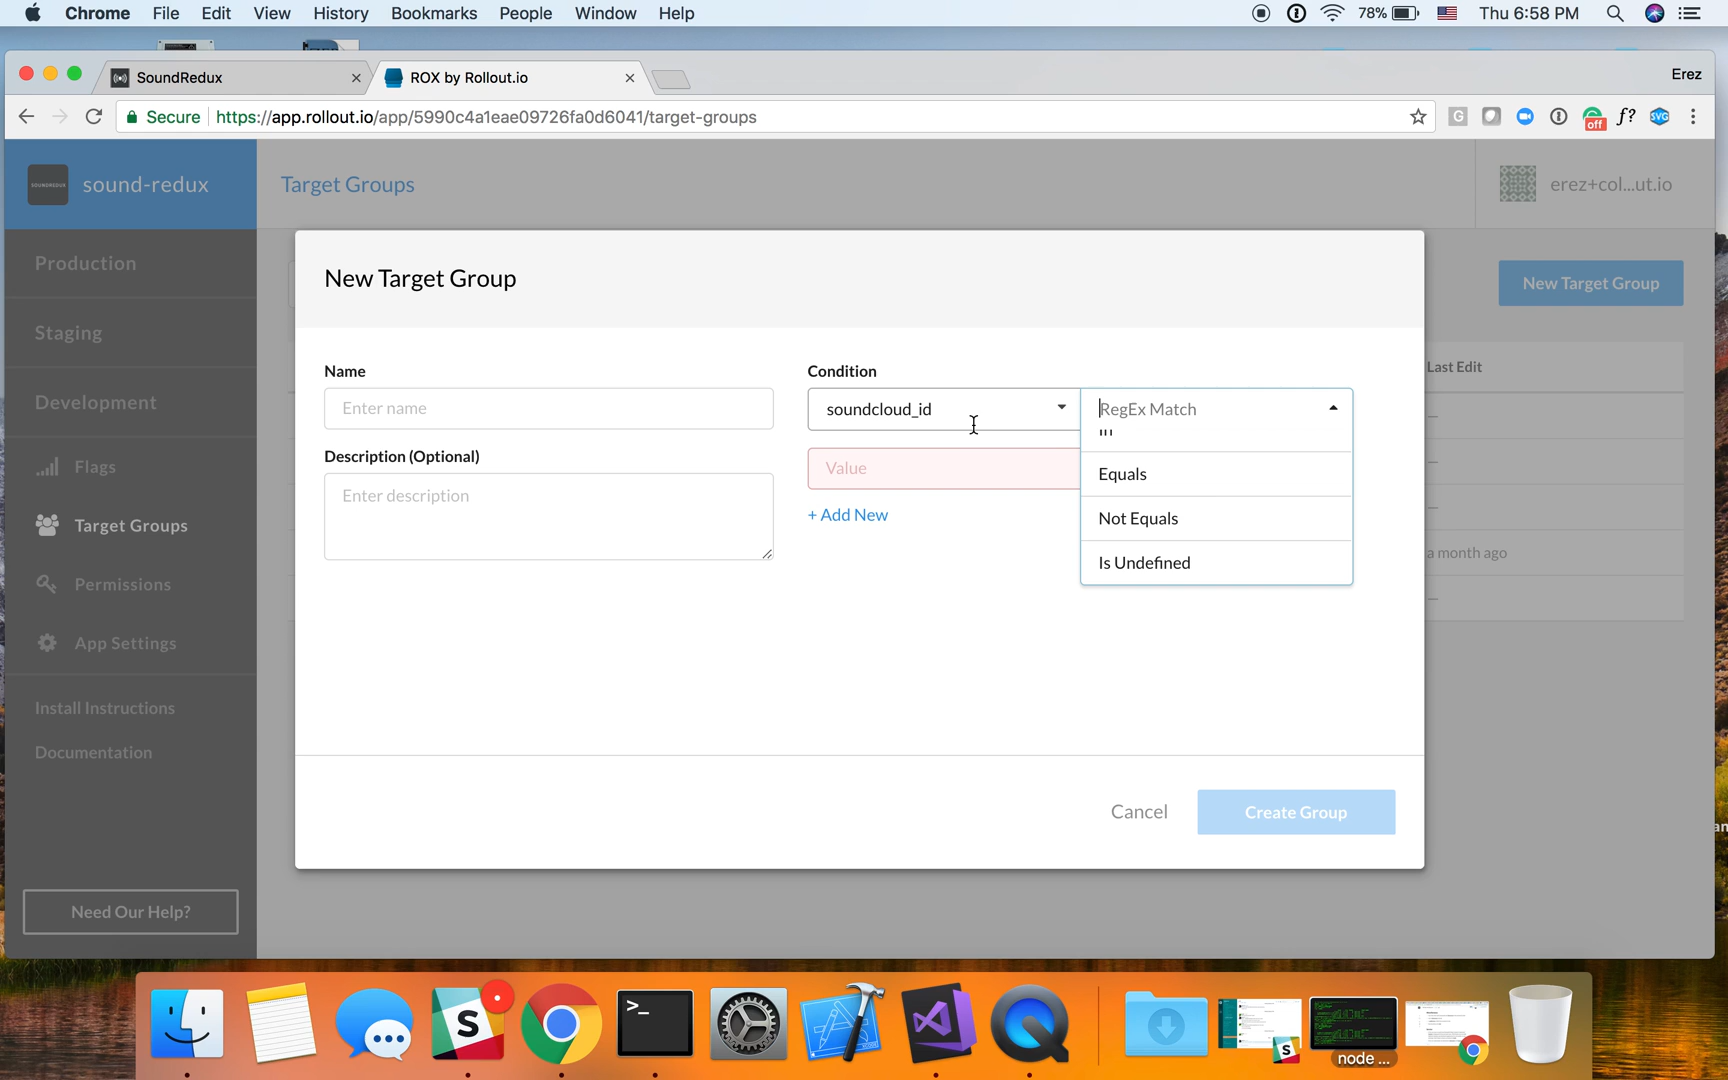 Chrome File Edit View History Bookmarks People Window Help 78% Thu 6:58 PM
SoundRedux ROX by Rollout.io Erez
Secure https://app.rollout.io/app/5990c4a1eae09726fa0d6041/target-groups G off f? SVG
SOUNDREDUX sound-redux Target Groups erez+col...ut.io
Production
New Target Group
New Target Group
Staging
Name Condition Last Edit
Development Enter name soundcloud_id RegEx Match
In
Description (Optional)
Flags Value Equals
Enter description
Target Groups + Add New Not Equals
a month ago
Permissions Is Undefined
App Settings
Install Instructions
Documentation
Cancel Create Group
Need Our Help?
S
>_
S
node ...